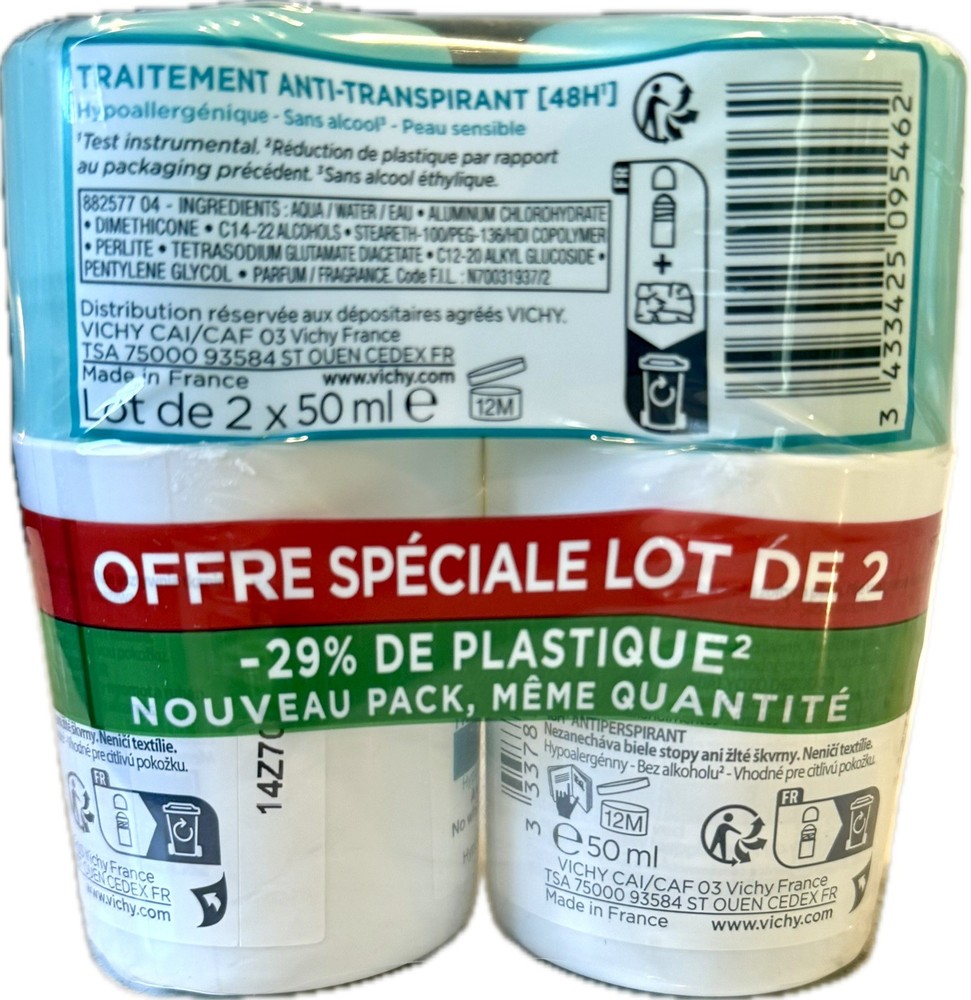 TRAITEMENT ANTI-TRANSPIRANT [48H¹]
Hypoallergénique - Sans alcool³ - Peau sensible
¹Test instrumental. ²Réduction de plastique par rapport
au packaging précédent. ³Sans alcool éthylique.
882577 04 - INGREDIENTS : AQUA / WATER / EAU • ALUMINUM CHLOROHYDRATE
• DIMETHICONE • C14-22 ALCOHOLS • STEARETH-100/PEG-136/HDI COPOLYMER
• PERLITE • TETRASODIUM GLUTAMATE DIACETATE • C12-20 ALKYL GLUCOSIDE •
PENTYLENE GLYCOL • PARFUM / FRAGRANCE. Code F.I.L. : N70031937/2
Distribution réservée aux dépositaires agréés VICHY.
VICHY CAI/CAF 03 Vichy France
TSA 75000 93584 ST OUEN CEDEX FR
Made in France www.vichy.com
Lot de 2 x 50 ml e
12M
FR
+
3 433425 095462
OFFRE SPÉCIALE LOT DE 2
-29% DE PLASTIQUE²
NOUVEAU PACK, MÊME QUANTITÉ
škvrny. Neničí textílie.
Vhodné pre citlivú pokožku.
FR
Vichy France
OUEN CEDEX FR
www.vichy.com
14Z70
No
3 3378
ANTIPERSPIRANT
Nezanecháva biele stopy ani žlté škvrny. Neničí textílie.
Hypoalergénny - Bez alkoholu² - Vhodné pre citlivú pokožku.
12M
FR
e 50 ml
VICHY CAI/CAF 03 Vichy France
TSA 75000 93584 ST OUEN CEDEX FR
Made in France www.vichy.com